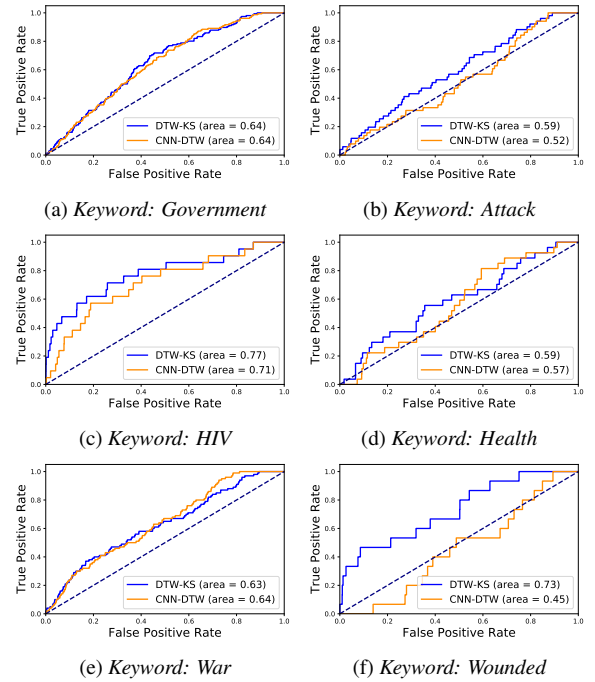 True Positive Rate
1.0
0.8
0.6
0.4
0.2
0.0
0.0 0.2 0.4 0.6 0.8 1.0
DTW-KS (area = 0.64)
CNN-DTW (area = 0.64)
False Positive Rate
(a) Keyword: Government
True Positive Rate
1.0
0.8
0.6
0.4
0.2
0.0
0.0 0.2 0.4 0.6 0.8 1.0
DTW-KS (area = 0.59)
CNN-DTW (area = 0.52)
False Positive Rate
(b) Keyword: Attack
True Positive Rate
1.0
0.8
0.6
0.4
0.2
0.0
0.0 0.2 0.4 0.6 0.8 1.0
DTW-KS (area = 0.77)
CNN-DTW (area = 0.71)
False Positive Rate
(c) Keyword: HIV
True Positive Rate
1.0
0.8
0.6
0.4
0.2
0.0
0.0 0.2 0.4 0.6 0.8 1.0
DTW-KS (area = 0.59)
CNN-DTW (area = 0.57)
False Positive Rate
(d) Keyword: Health
True Positive Rate
1.0
0.8
0.6
0.4
0.2
0.0
0.0 0.2 0.4 0.6 0.8 1.0
DTW-KS (area = 0.63)
CNN-DTW (area = 0.64)
False Positive Rate
(e) Keyword: War
True Positive Rate
1.0
0.8
0.6
0.4
0.2
0.0
0.0 0.2 0.4 0.6 0.8 1.0
DTW-KS (area = 0.73)
CNN-DTW (area = 0.45)
False Positive Rate
(f) Keyword: Wounded